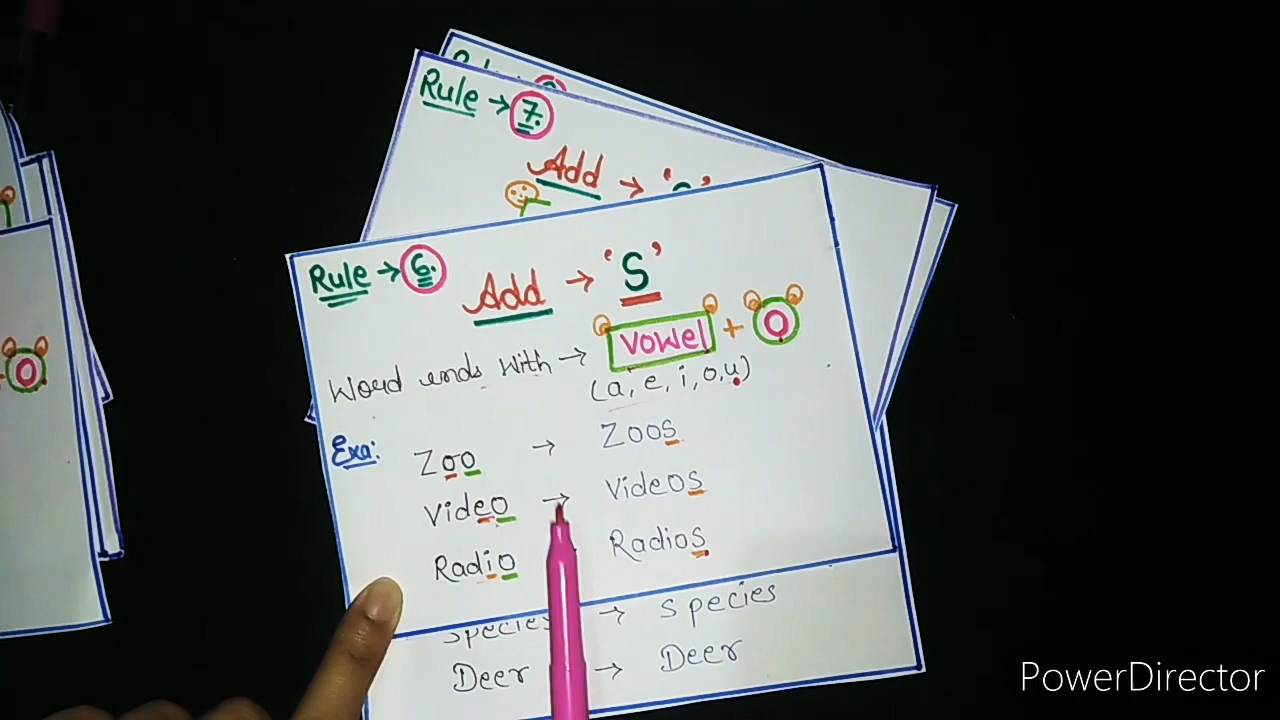 Rule → 7.
Add → ' '
Rule → 6.
Add → 'S'
Word ends with → Vowel + O
(a, e, i, o, u)
Exa:
Zoo → Zoos
Video → Videos
Radio → Radios
Species → Species
Deer → Deer
O
PowerDirector